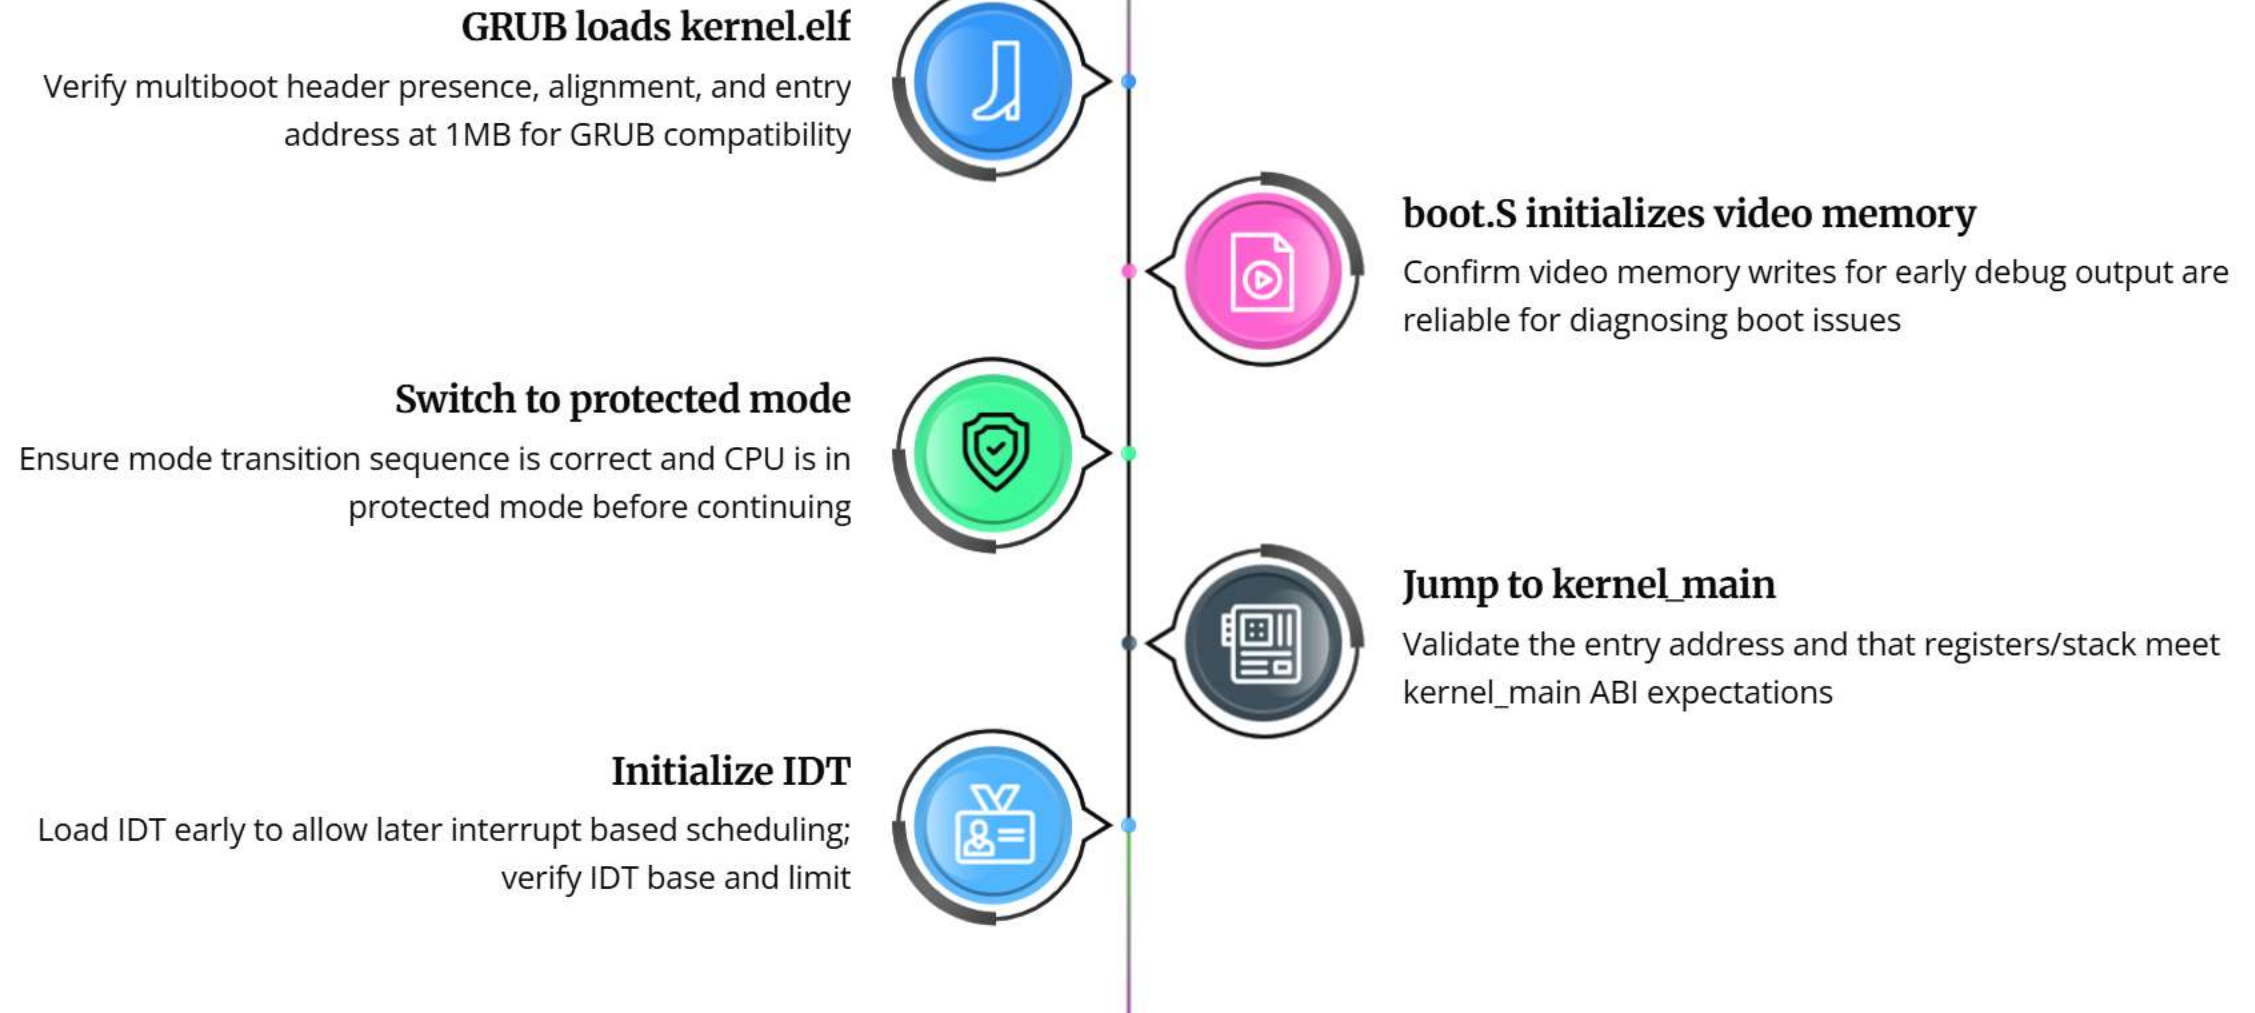 GRUB loads kernel.elf
Verify multiboot header presence, alignment, and entry
address at 1MB for GRUB compatibility
boot.S initializes video memory
Confirm video memory writes for early debug output are
reliable for diagnosing boot issues
Switch to protected mode
Ensure mode transition sequence is correct and CPU is in
protected mode before continuing
Jump to kernel_main
Validate the entry address and that registers/stack meet
kernel_main ABI expectations
Initialize IDT
Load IDT early to allow later interrupt based scheduling;
verify IDT base and limit